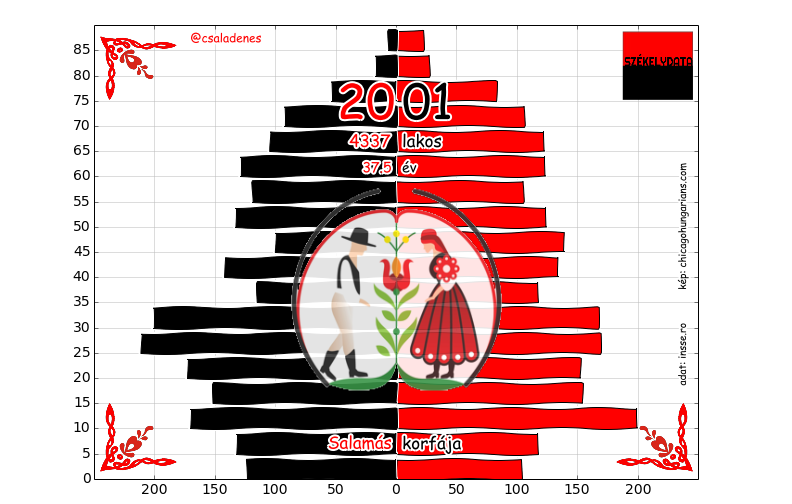 @csaladenes
SZÉKELYDATA
2001
4337 lakos
37.5 év
kép: chicagohungarians.com
adat: insse.ro
Salamás korfája
85
80
75
70
65
60
55
50
45
40
35
30
25
20
15
10
5
0
200 150 100 50 0 50 100 150 200